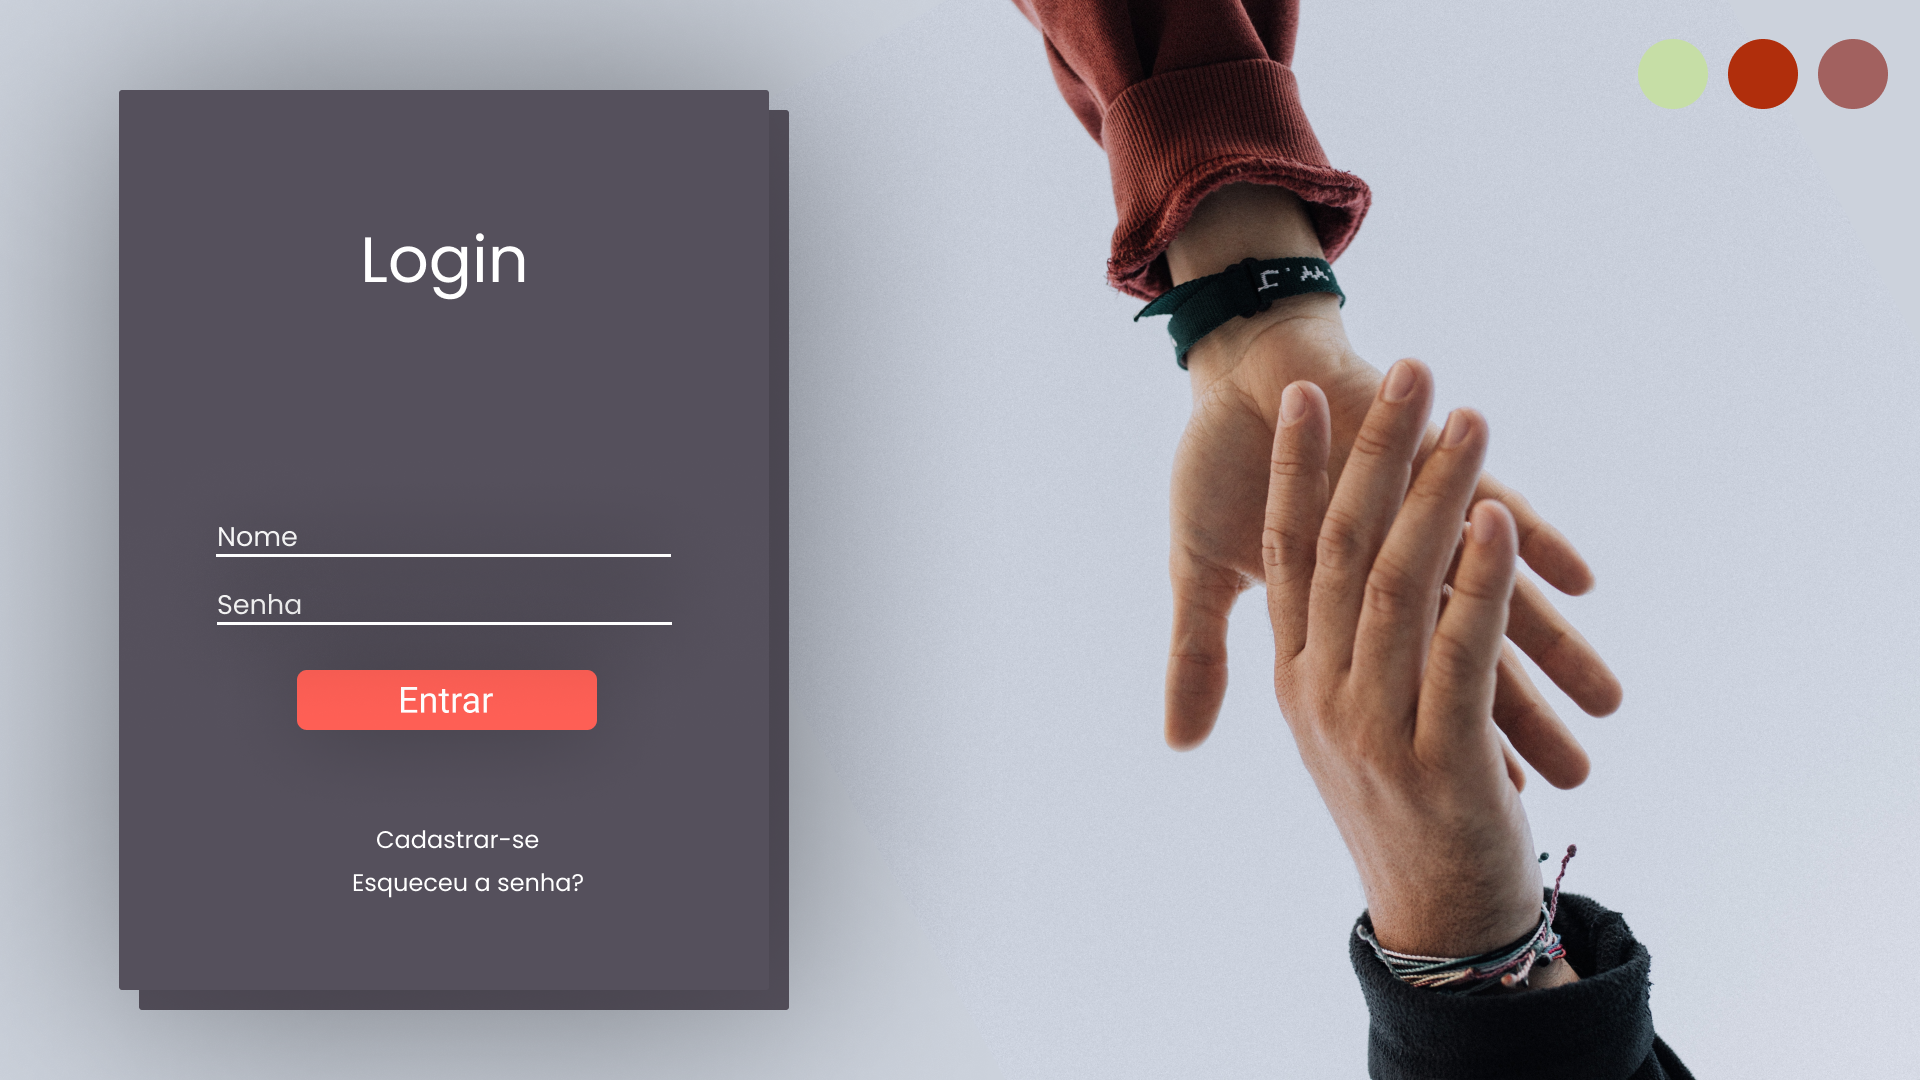 Login
Nome
Senha
Entrar
Cadastrar-se
Esqueceu a senha?